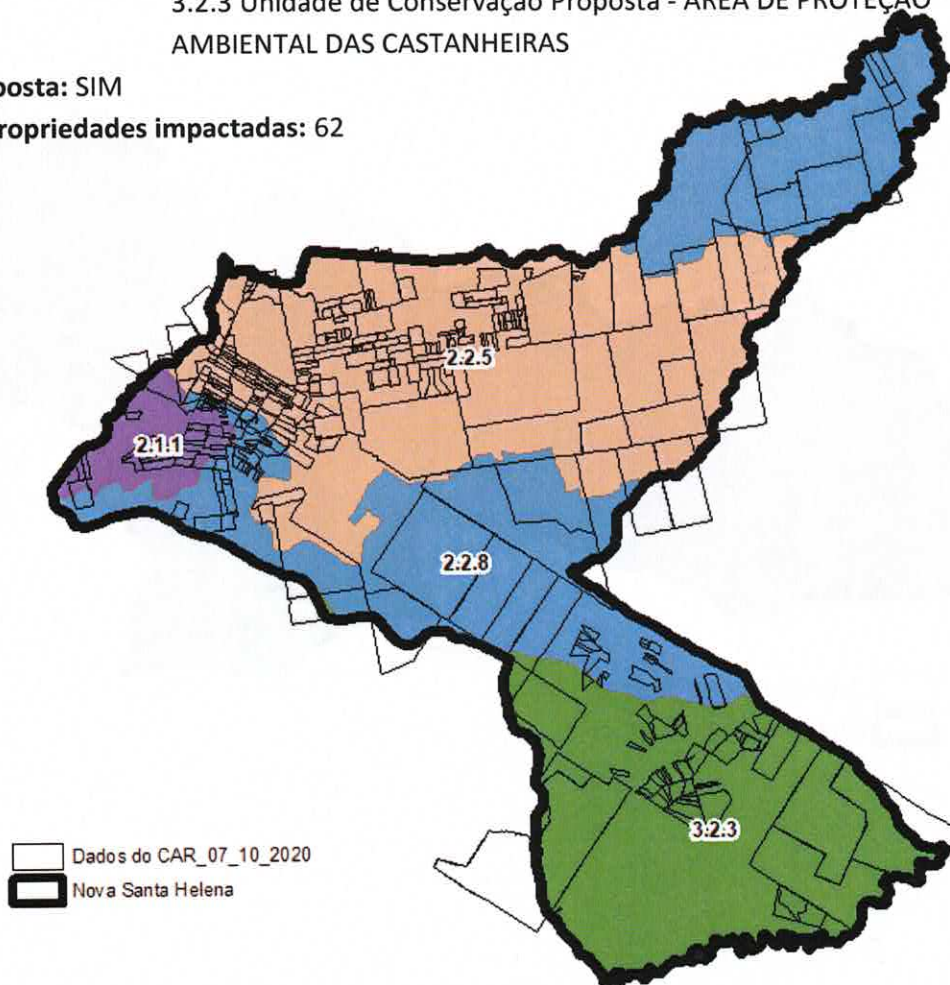 3.2.3 Unidade de Conservação Proposta - ÁREA DE PROTEÇÃO
AMBIENTAL DAS CASTANHEIRAS
posta: SIM
ropriedades impactadas: 62
2.2.5
2.1.1
2.2.8
3.2.3
Dados do CAR_07_10_2020
Nova Santa Helena